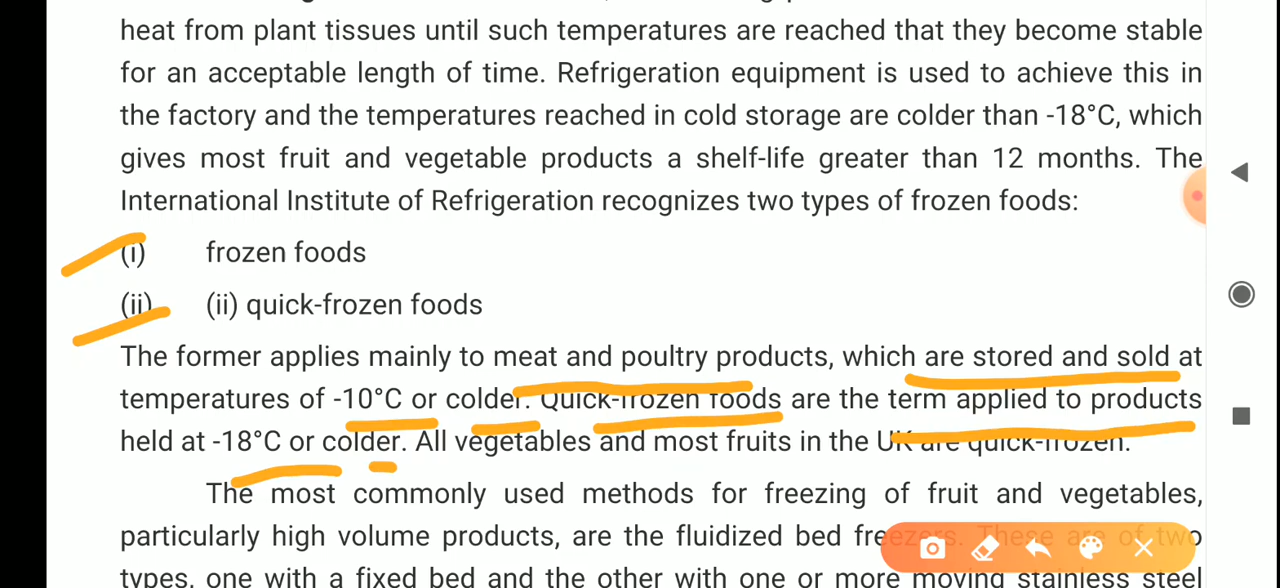 heat from plant tissues until such temperatures are reached that they become stable
for an acceptable length of time. Refrigeration equipment is used to achieve this in
the factory and the temperatures reached in cold storage are colder than -18°C, which
gives most fruit and vegetable products a shelf-life greater than 12 months. The
International Institute of Refrigeration recognizes two types of frozen foods:
(i) frozen foods
(ii) (ii) quick-frozen foods
The former applies mainly to meat and poultry products, which are stored and sold at
temperatures of -10°C or colder. Quick-frozen foods are the term applied to products
held at -18°C or colder. All vegetables and most fruits in the UK are quick-frozen.
The most commonly used methods for freezing of fruit and vegetables,
particularly high volume products, are the fluidized bed freezers. These are of two
types, one with a fixed bed and the other with one or more moving stainless steel